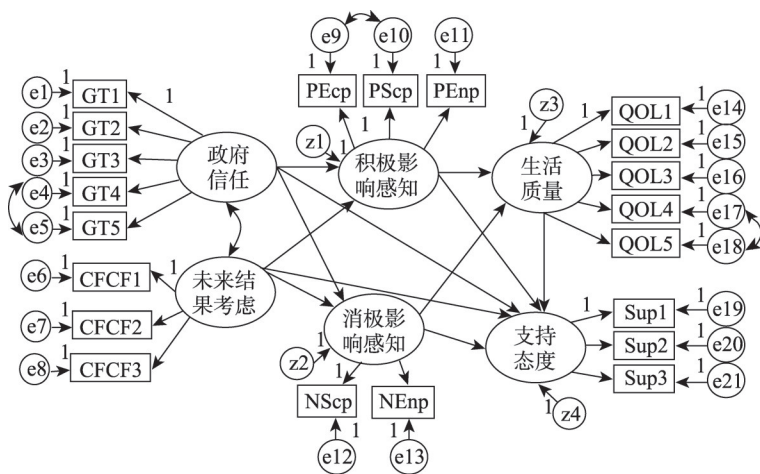 e9
e10
e11
1
1
1
PEcp
PScp
PEnp
1
e1
1
GT1
e2
1
GT2
e3
1
GT3
e4
1
GT4
e5
1
GT5
1
政府
信任
z1
1
积极影
响感知
z3
1
生活
质量
1
QOL1
1
e14
QOL2
1
e15
QOL3
1
e16
QOL4
1
e17
QOL5
1
e18
e6
1
CFCF1
e7
1
CFCF2
e8
1
CFCF3
1
未来结
果考虑
消极影
响感知
z2
1
支持
态度
1
z4
1
Sup1
1
e19
Sup2
1
e20
Sup3
1
e21
1
NScp
NEnp
1
1
e12
e13